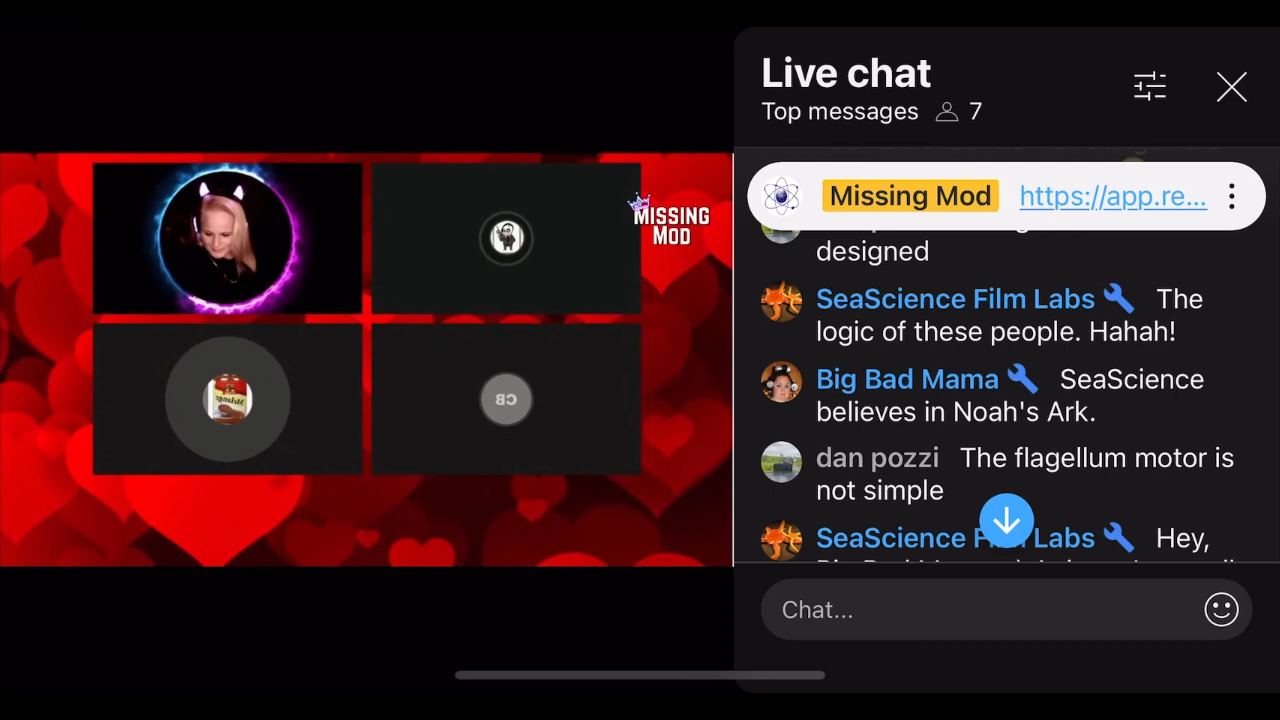 MISSING
MOD
CB
Live chat
Top messages 7
Missing Mod https://app.re...
designed
SeaScience Film Labs The
logic of these people. Hahah!
Big Bad Mama SeaScience
believes in Noah's Ark.
dan pozzi The flagellum motor is
not simple
SeaScience Film Labs Hey,
Chat...